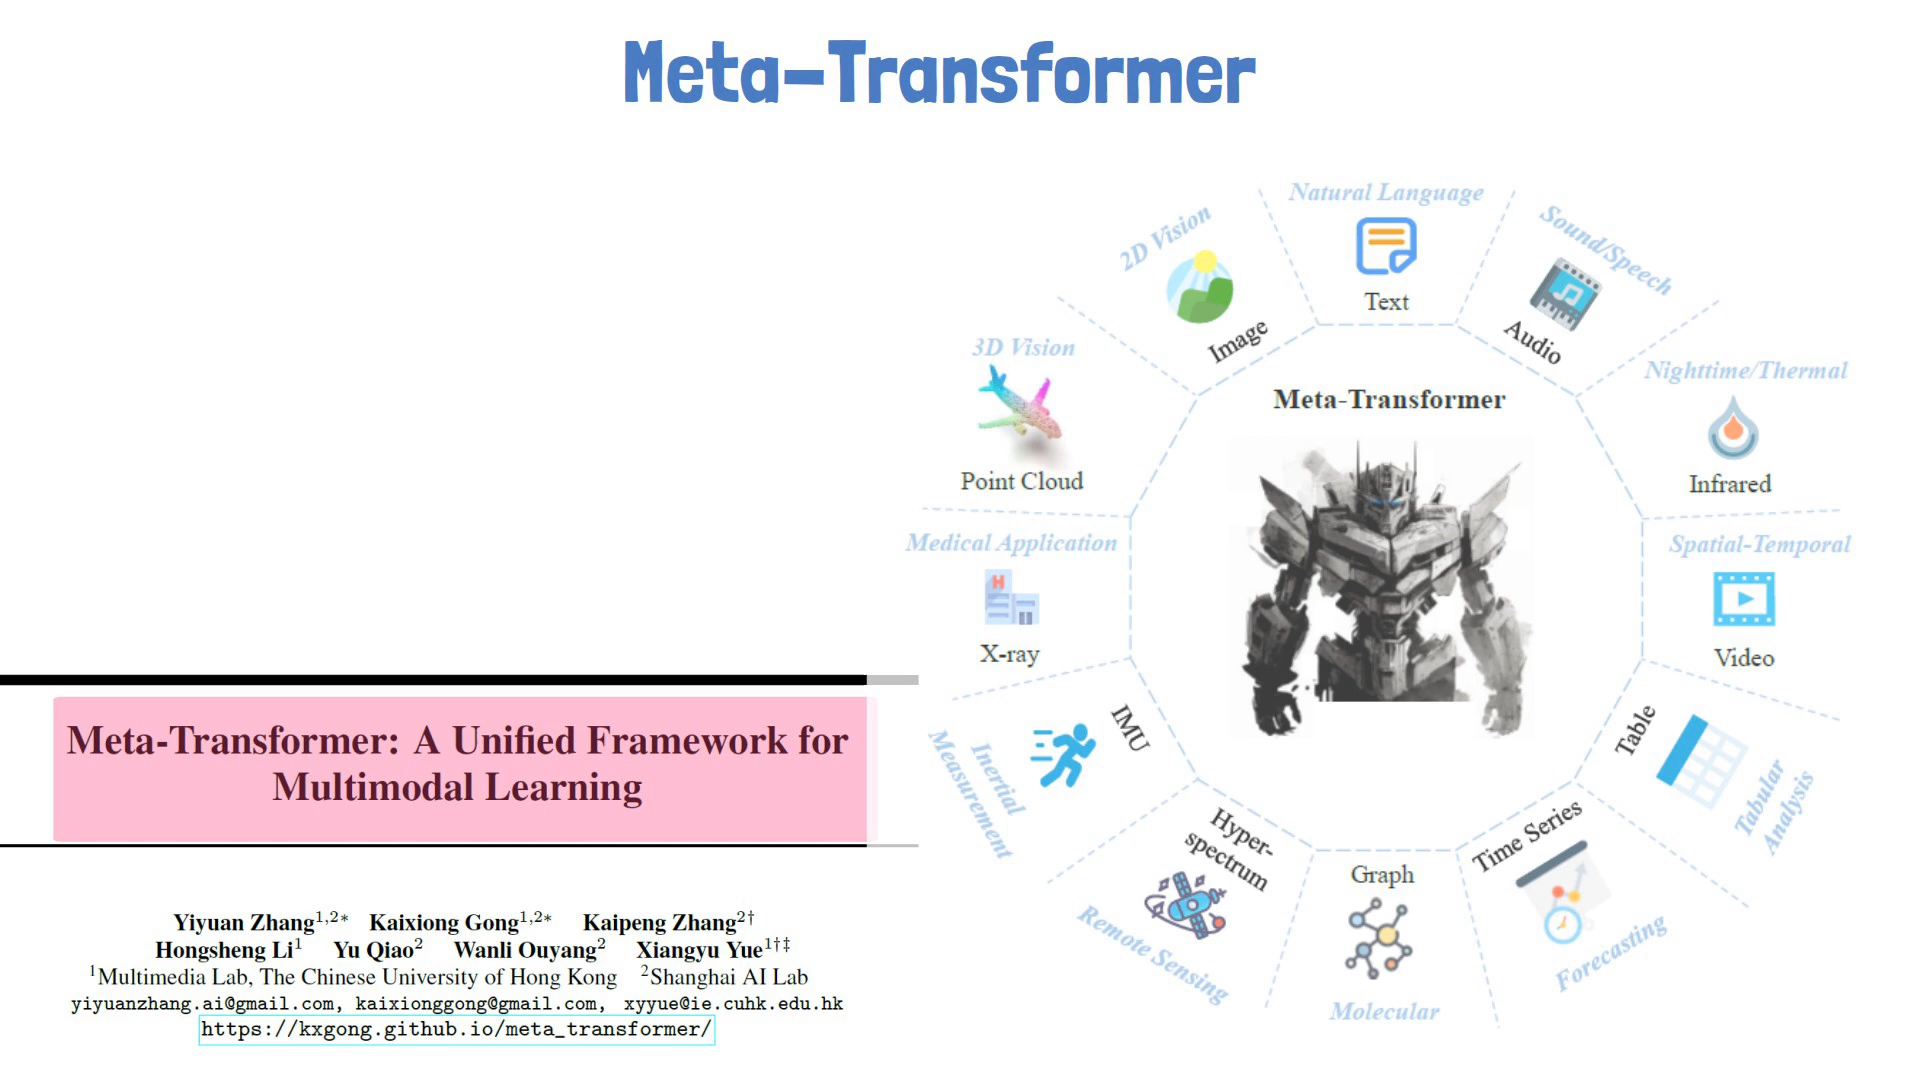 Meta-Transformer
Natural Language
Text
2D Vision
Image
Sound/Speech
Audio
3D Vision
Point Cloud
Meta-Transformer
Nighttime/Thermal
Infrared
Medical Application
H
X-ray
Spatial-Temporal
Video
IMU
Inertial
Measurement
Table
Tabular
Analysis
Hyper-
spectrum
Remote Sensing
Graph
Molecular
Time Series
Forecasting
Meta-Transformer: A Unified Framework for
Multimodal Learning
Yiyuan Zhang1,2* Kaixiong Gong1,2* Kaipeng Zhang2†
Hongsheng Li1 Yu Qiao2 Wanli Ouyang2 Xiangyu Yue1†‡
1Multimedia Lab, The Chinese University of Hong Kong 2Shanghai AI Lab
yiyuanzhang.ai@gmail.com, kaixionggong@gmail.com, xyyue@ie.cuhk.edu.hk
https://kxgong.github.io/meta_transformer/